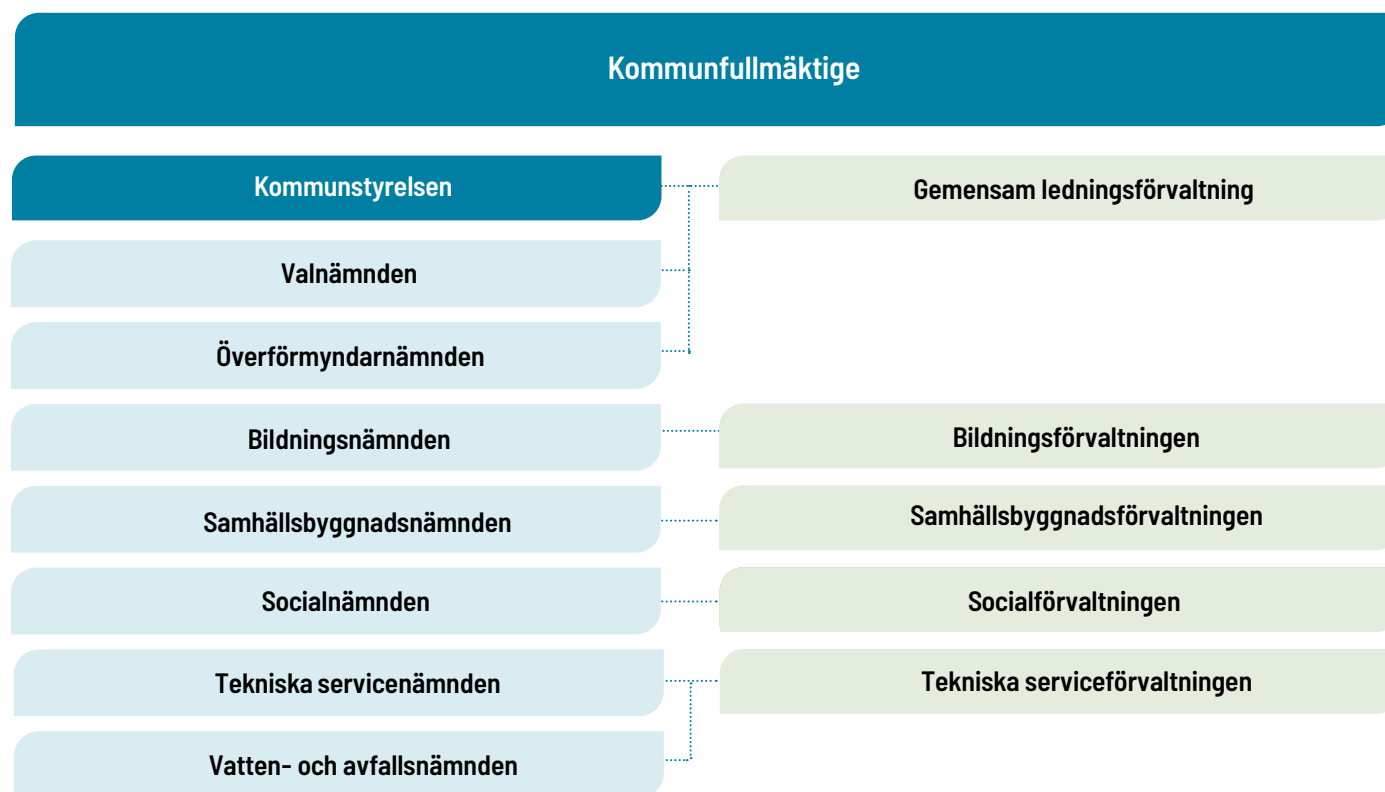 Kommunfullmäktige
Kommunstyrelsen
Gemensam ledningsförvaltning
Valnämnden
Överförmyndarnämnden
Bildningsnämnden
Bildningsförvaltningen
Samhällsbyggnadsnämnden
Samhällsbyggnadsförvaltningen
Socialnämnden
Socialförvaltningen
Tekniska servicenämnden
Tekniska serviceförvaltningen
Vatten- och avfallsnämnden